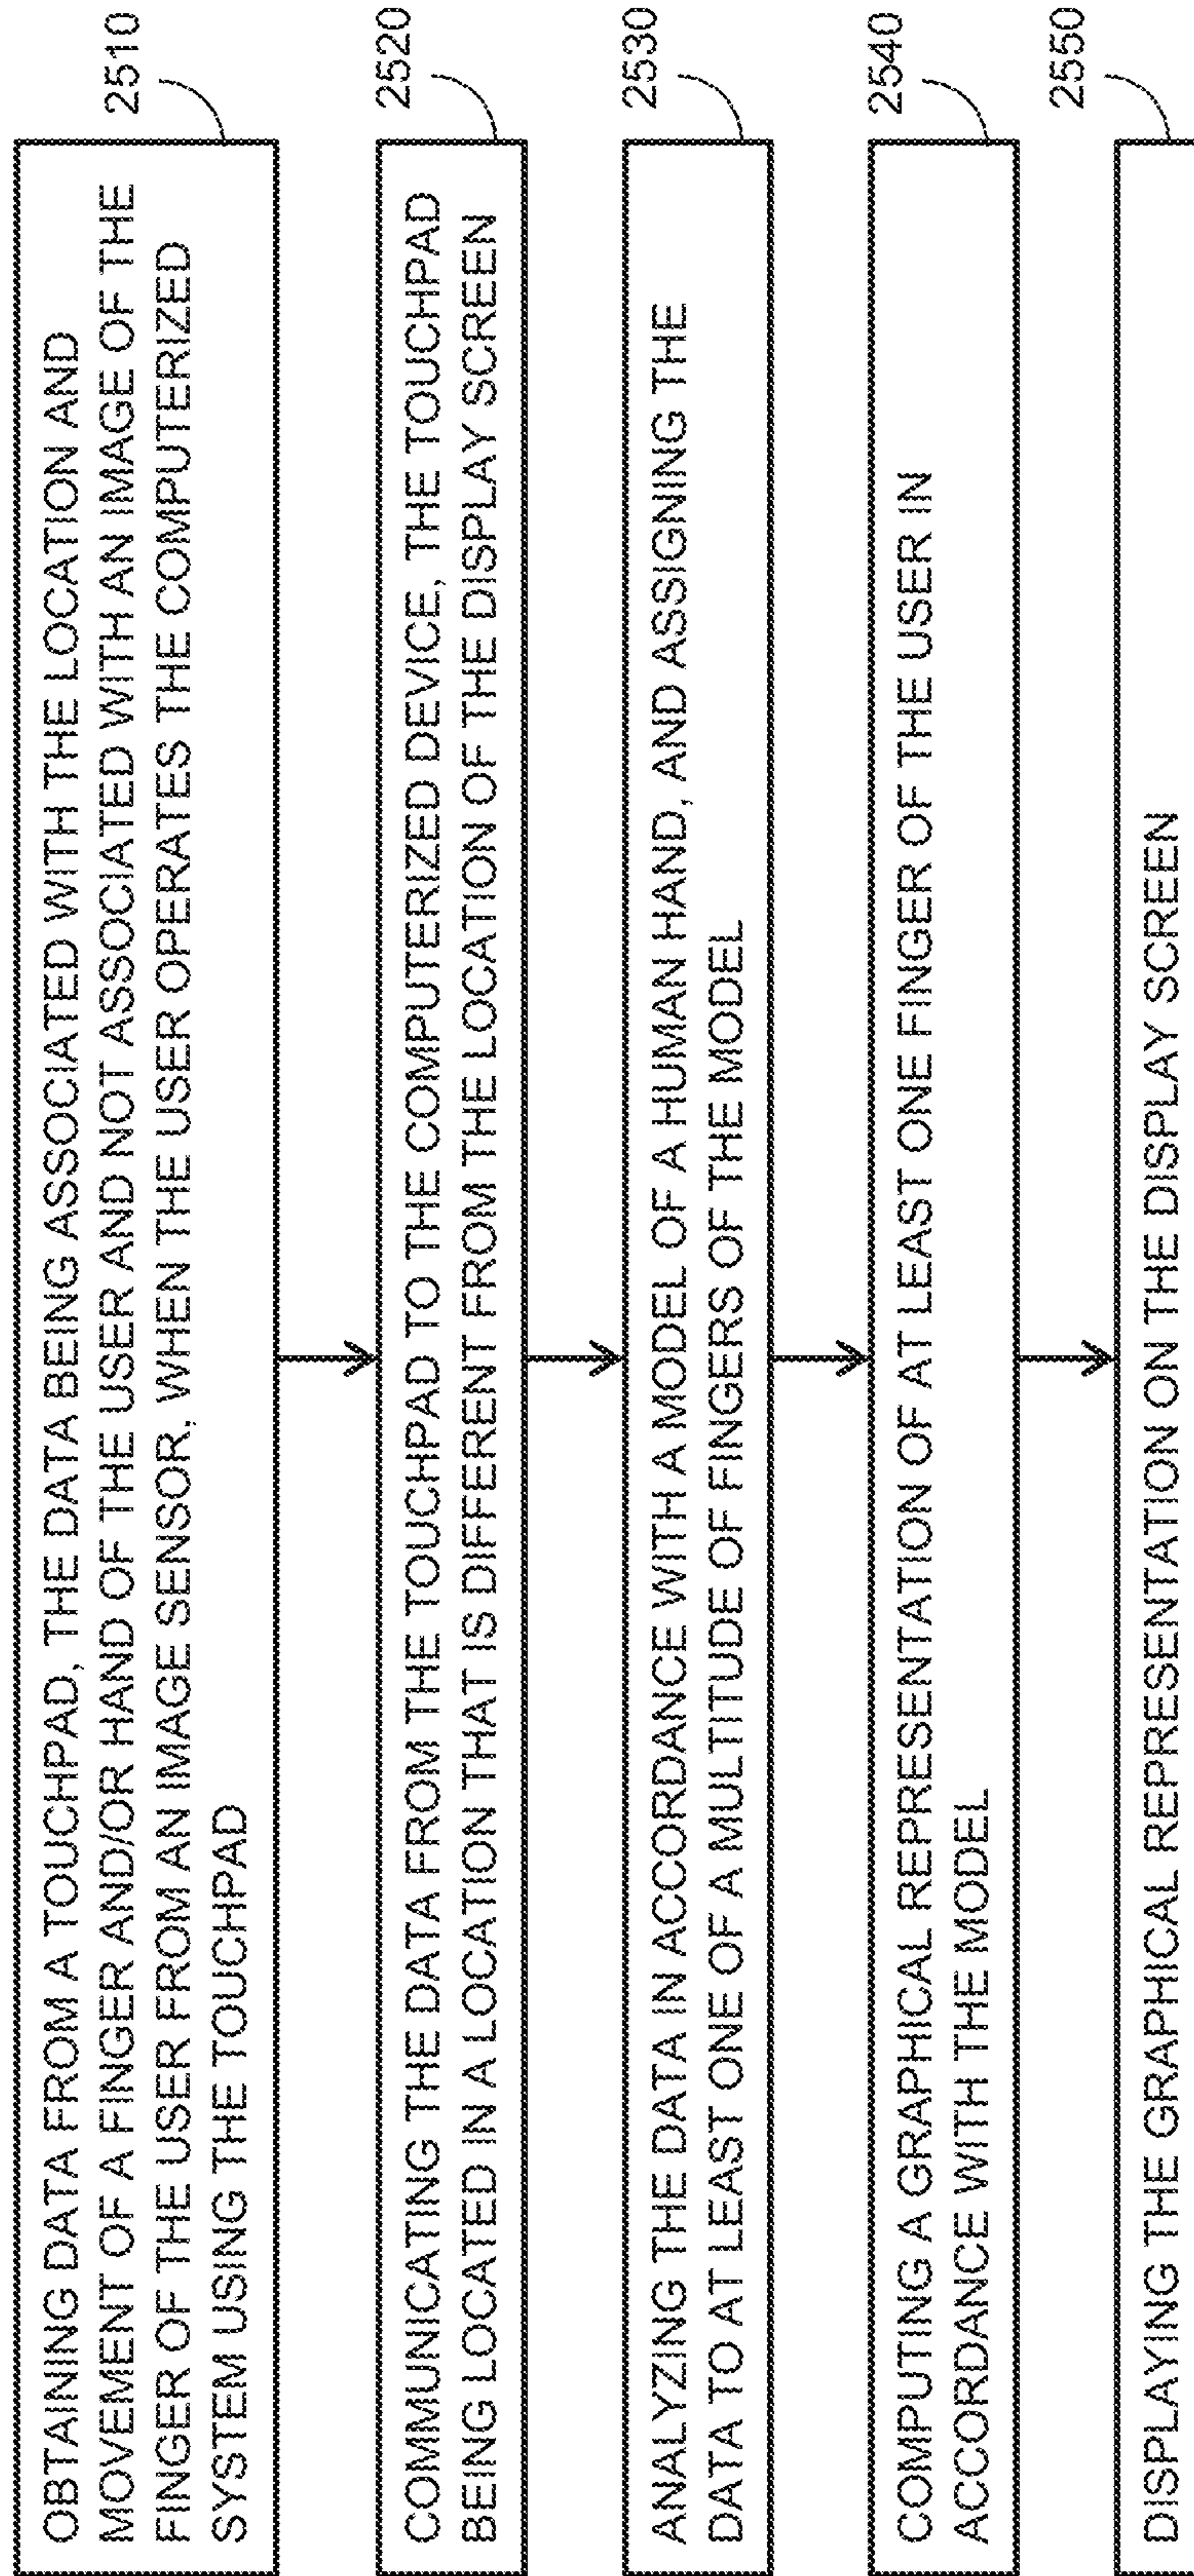 OBTAINING DATA FROM A TOUCHPAD, THE DATA BEING ASSOCIATED WITH THE LOCATION AND
MOVEMENT OF A FINGER AND/OR HAND OF THE USER AND NOT ASSOCIATED WITH AN IMAGE OF THE
FINGER OF THE USER FROM AN IMAGE SENSOR, WHEN THE USER OPERATES THE COMPUTERIZED
SYSTEM USING THE TOUCHPAD
2510
COMMUNICATING THE DATA FROM THE TOUCHPAD TO THE COMPUTERIZED DEVICE, THE TOUCHPAD
BEING LOCATED IN A LOCATION THAT IS DIFFERENT FROM THE LOCATION OF THE DISPLAY SCREEN
2520
ANALYZING THE DATA IN ACCORDANCE WITH A MODEL OF A HUMAN HAND, AND ASSIGNING THE
DATA TO AT LEAST ONE OF A MULTITUDE OF FINGERS OF THE MODEL
2530
COMPUTING A GRAPHICAL REPRESENTATION OF AT LEAST ONE FINGER OF THE USER IN
ACCORDANCE WITH THE MODEL
2540
DISPLAYING THE GRAPHICAL REPRESENTATION ON THE DISPLAY SCREEN
2550